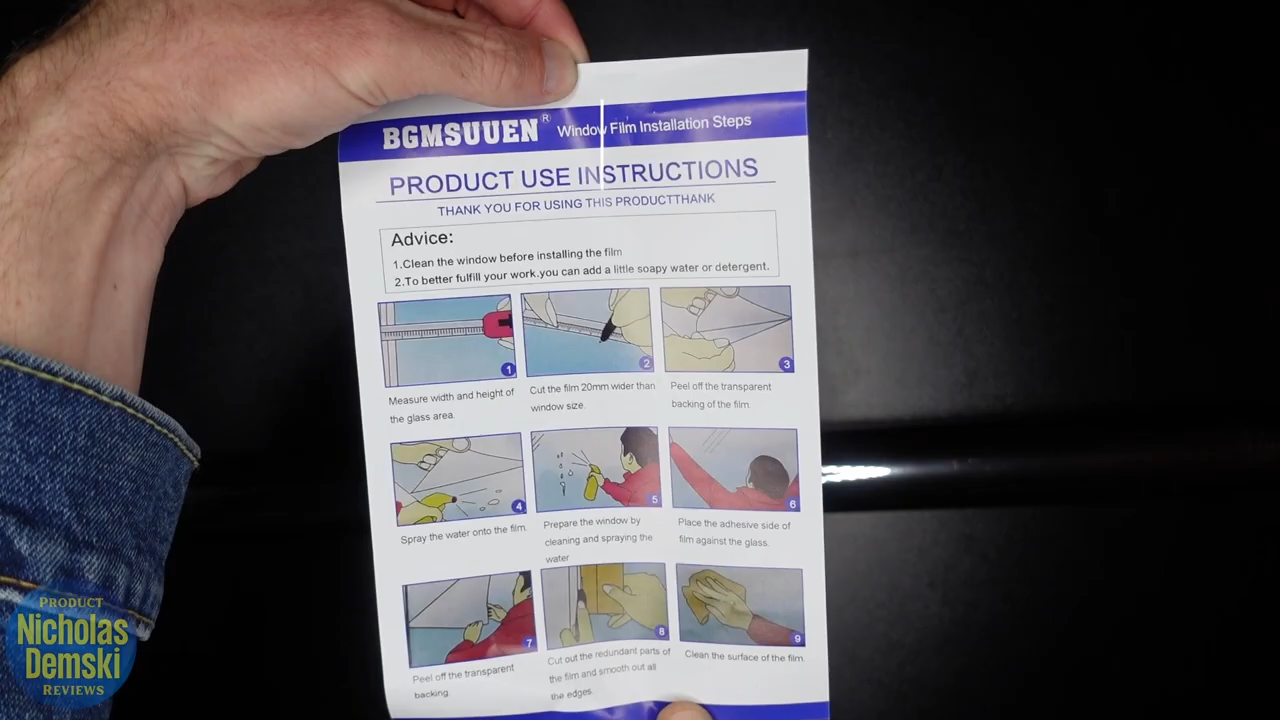 BGMSUUEN® Window Film Installation Steps
PRODUCT USE INSTRUCTIONS
THANK YOU FOR USING THIS PRODUCTTHANK
Advice:
1.Clean the window before installing the film
2.To better fulfill your work.you can add a little soapy water or detergent.
1
Measure width and height of
the glass area.
2
Cut the film 20mm wider than
window size.
3
Peel off the transparent
backing of the film.
4
Spray the water onto the film.
5
Prepare the window by
cleaning and spraying the
water
6
Place the adhesive side of
film against the glass.
7
Peel off the transparent
backing.
8
Cut out the redundant parts of
the film and smooth out all
the edges.
9
Clean the surface of the film.
PRODUCT
Nicholas
Demski
REVIEWS